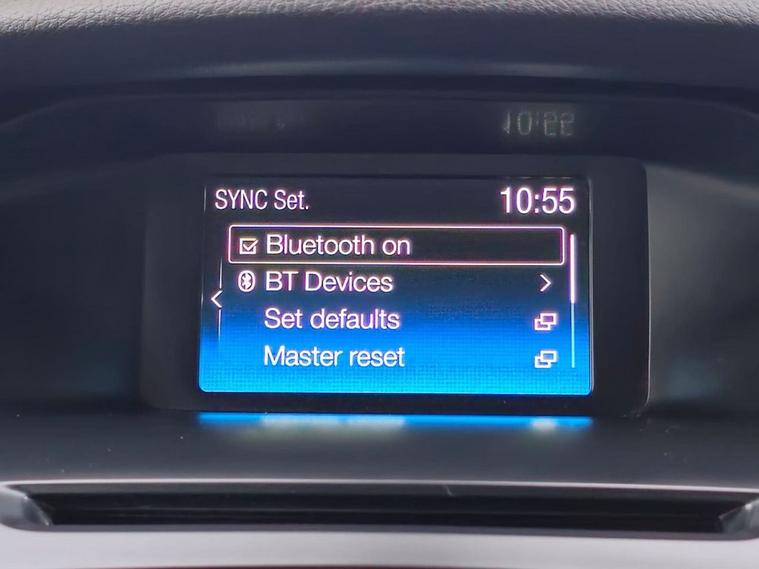 SYNC Set. 10:55
Bluetooth on
BT Devices
Set defaults
Master reset